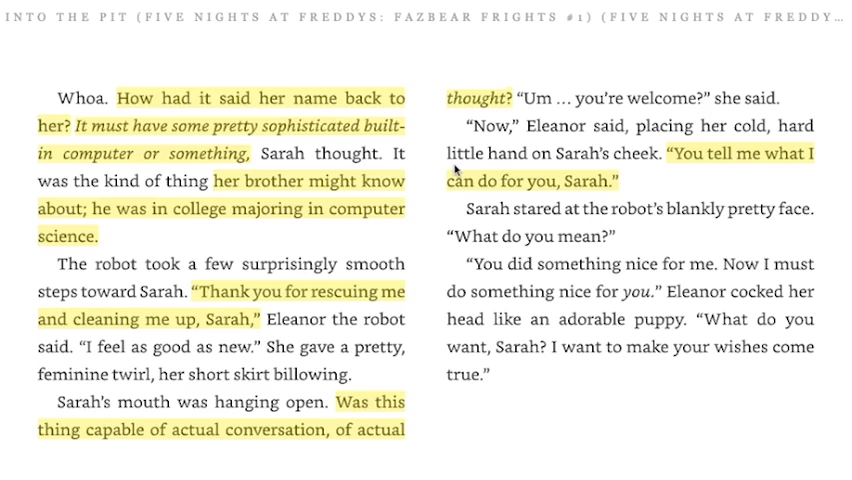 INTO THE PIT (FIVE NIGHTS AT FREDDYS: FAZBEAR FRIGHTS #1) (FIVE NIGHTS AT FREDDY…
Whoa. How had it said her name back to
her? It must have some pretty sophisticated built-
in computer or something, Sarah thought. It
was the kind of thing her brother might know
about; he was in college majoring in computer
science.
The robot took a few surprisingly smooth
steps toward Sarah. “Thank you for rescuing me
and cleaning me up, Sarah,” Eleanor the robot
said. “I feel as good as new.” She gave a pretty,
feminine twirl, her short skirt billowing.
Sarah’s mouth was hanging open. Was this
thing capable of actual conversation, of actual
thought? “Um … you’re welcome?” she said.
“Now,” Eleanor said, placing her cold, hard
little hand on Sarah’s cheek. “You tell me what I
can do for you, Sarah.”
Sarah stared at the robot’s blankly pretty face.
“What do you mean?”
“You did something nice for me. Now I must
do something nice for you.” Eleanor cocked her
head like an adorable puppy. “What do you
want, Sarah? I want to make your wishes come
true.”